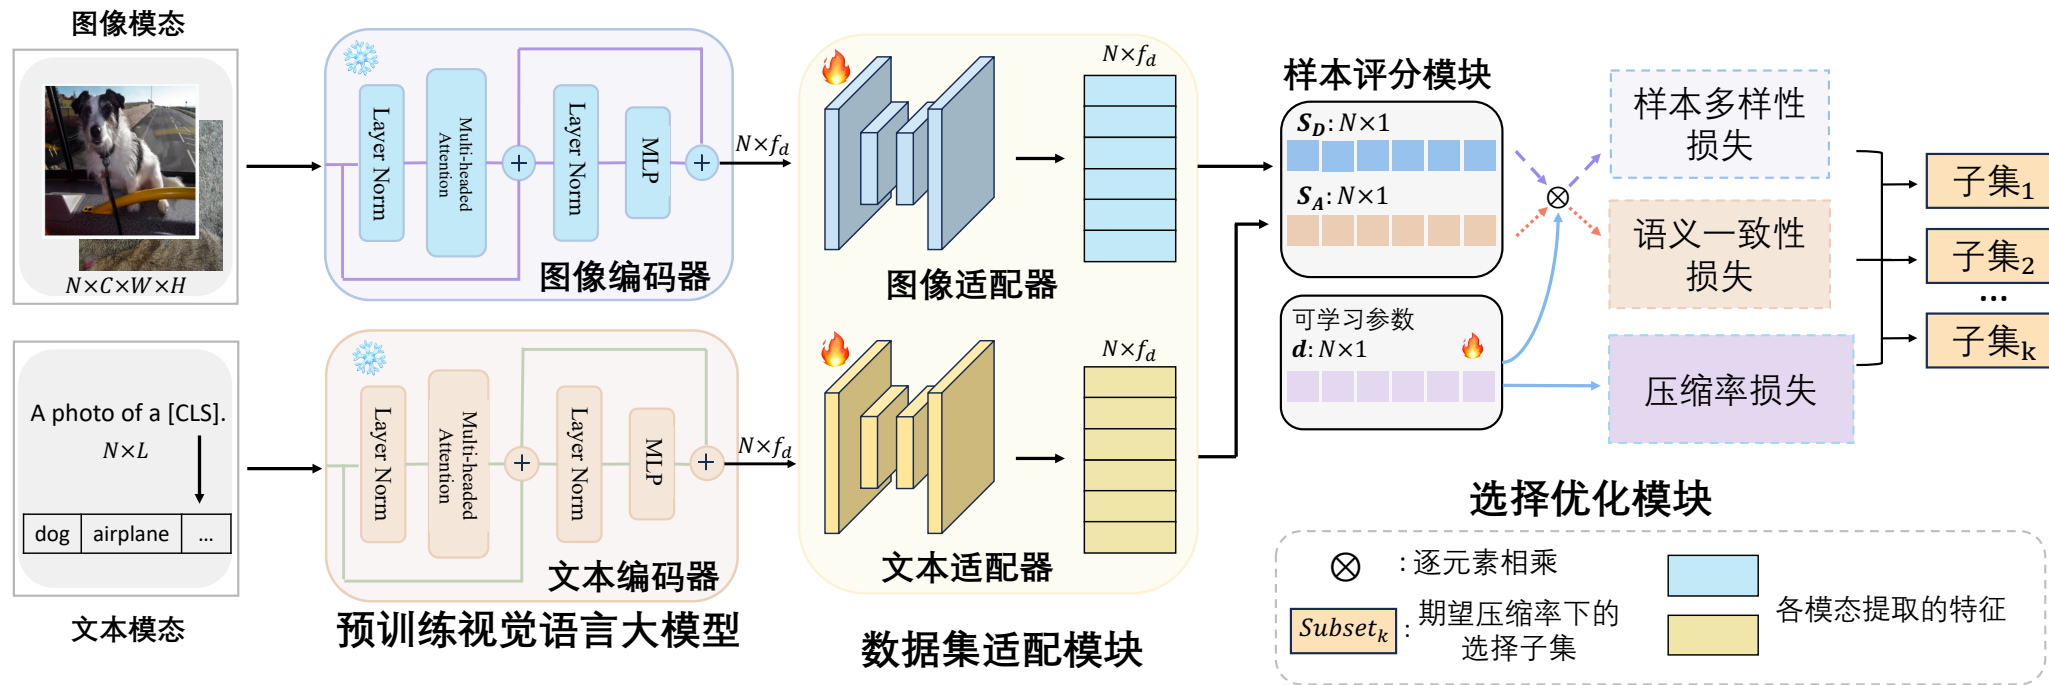 图像模态
N×C×W×H
Layer Norm
Multi-headed
Attention
+
Layer Norm
MLP
+
图像编码器
N×f_d
A photo of a [CLS].
N×L
dog airplane ...
文本模态
Layer Norm
Multi-headed
Attention
+
Layer Norm
MLP
+
文本编码器
N×f_d
预训练视觉语言大模型
N×f_d
图像适配器
N×f_d
文本适配器
数据集适配模块
样本评分模块
S_D: N×1
S_A: N×1
可学习参数
d: N×1
样本多样性
损失
语义一致性
损失
压缩率损失
子集₁
子集₂
...
子集ₖ
选择优化模块
⊗ : 逐元素相乘
Subset_k : 期望压缩率下的
选择子集
各模态提取的特征